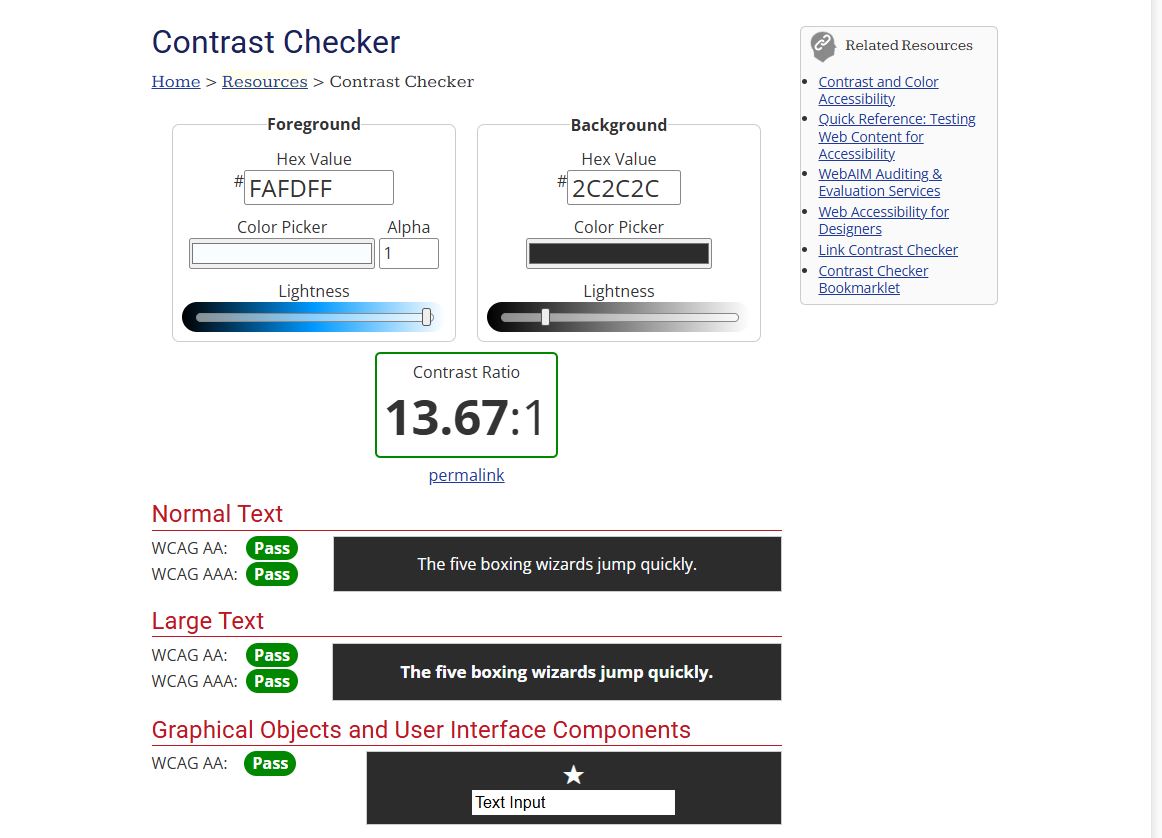 Contrast Checker
Home > Resources > Contrast Checker
Foreground
Hex Value
#FAFDFF
Color Picker
Alpha
1
Lightness
Background
Hex Value
#2C2C2C
Color Picker
Lightness
Contrast Ratio
13.67:1
permalink
Normal Text
WCAG AA: Pass
WCAG AAA: Pass
The five boxing wizards jump quickly.
Large Text
WCAG AA: Pass
WCAG AAA: Pass
The five boxing wizards jump quickly.
Graphical Objects and User Interface Components
WCAG AA: Pass
Text Input
Related Resources
Contrast and Color
Accessibility
Quick Reference: Testing
Web Content for
Accessibility
WebAIM Auditing &
Evaluation Services
Web Accessibility for
Designers
Link Contrast Checker
Contrast Checker
Bookmarklet